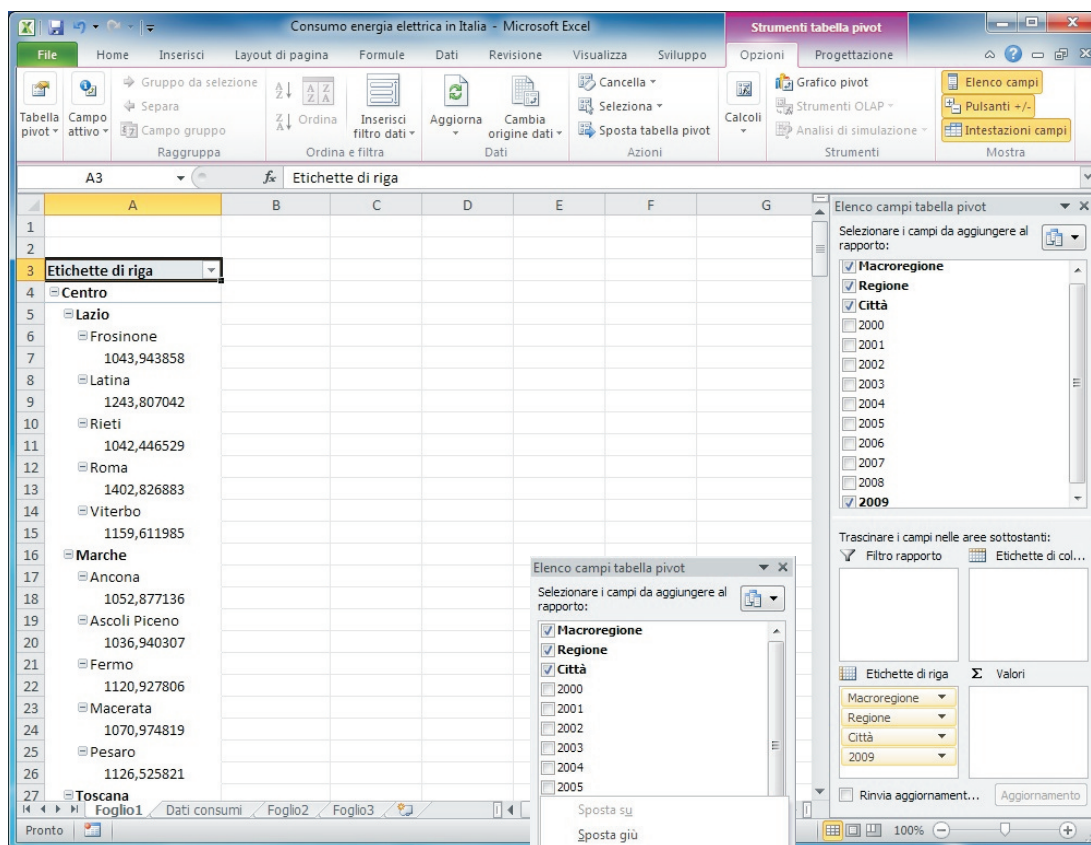 Consumo energia elettrica in Italia - Microsoft Excel
Strumenti tabella pivot
File Home Inserisci Layout di pagina Formule Dati Revisione Visualizza Sviluppo Opzioni Progettazione
Tabella pivot
Campo attivo
Gruppo da selezione
Separa
Campo gruppo
Raggruppa
Ordina
Inserisci filtro dati
Ordina e filtra
Aggiorna
Cambia origine dati
Dati
Cancella
Seleziona
Sposta tabella pivot
Azioni
Calcoli
Grafico pivot
Strumenti OLAP
Analisi di simulazione
Strumenti
Elenco campi
Pulsanti +/-
Intestazioni campi
Mostra
A3 fx Etichette di riga
A B C D E F G
1
2
3 Etichette di riga
4 Centro
5 Lazio
6 Frosinone
7 1043,943858
8 Latina
9 1243,807042
10 Rieti
11 1042,446529
12 Roma
13 1402,826883
14 Viterbo
15 1159,611985
16 Marche
17 Ancona
18 1052,877136
19 Ascoli Piceno
20 1036,940307
21 Fermo
22 1120,927806
23 Macerata
24 1070,974819
25 Pesaro
26 1126,525821
27 Toscana
Foglio1 Dati consumi Foglio2 Foglio3
Pronto
100%
Elenco campi tabella pivot
Selezionare i campi da aggiungere al
rapporto:
Macroregione
Regione
Città
2000
2001
2002
2003
2004
2005
Sposta su
Sposta giù
Elenco campi tabella pivot
Selezionare i campi da aggiungere al
rapporto:
Macroregione
Regione
Città
2000
2001
2002
2003
2004
2005
2006
2007
2008
2009
Trascinare i campi nelle aree sottostanti:
Filtro rapporto Etichette di col...
Etichette di riga Σ Valori
Macroregione
Regione
Città
2009
Rinvia aggiornament... Aggiornamento